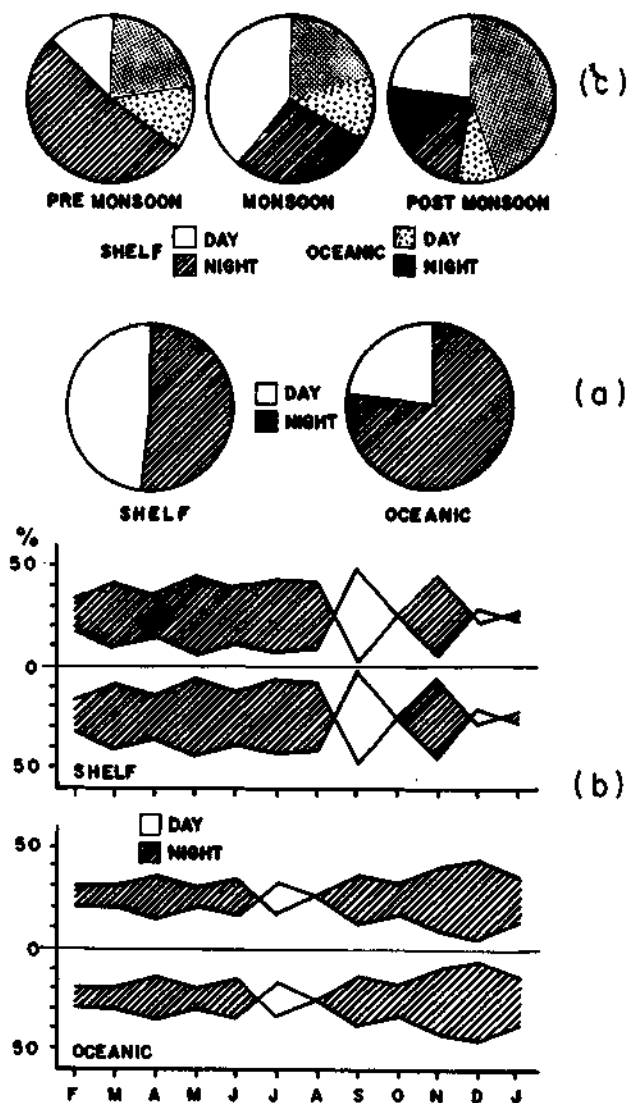 (c)
PRE MONSOON MONSOON POST MONSOON
SHELF DAY OCEANIC DAY
NIGHT NIGHT
(a)
DAY
NIGHT
SHELF OCEANIC
%
50
0
50
SHELF
(b)
DAY
NIGHT
50
0
50
OCEANIC
F M A M J J A S O N D J